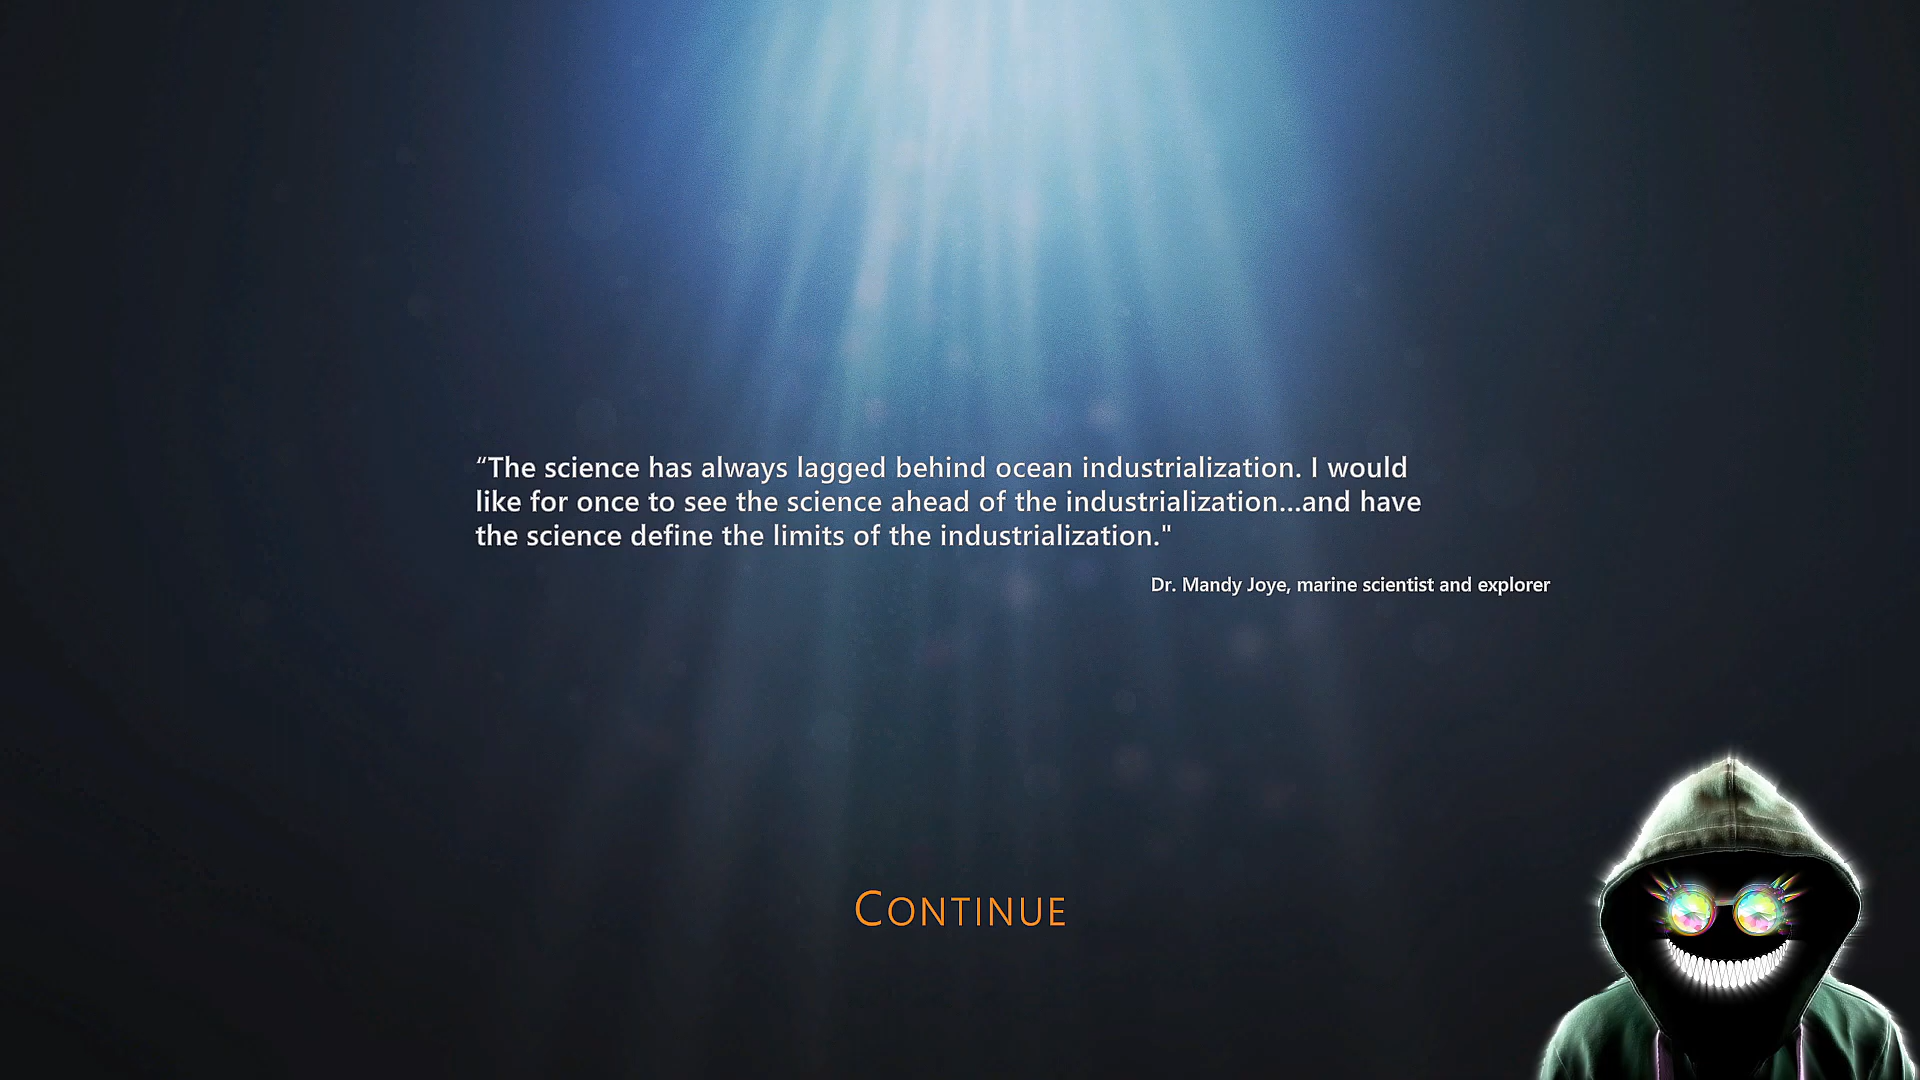 “The science has always lagged behind ocean industrialization. I would
like for once to see the science ahead of the industrialization...and have
the science define the limits of the industrialization."
Dr. Mandy Joye, marine scientist and explorer
CONTINUE